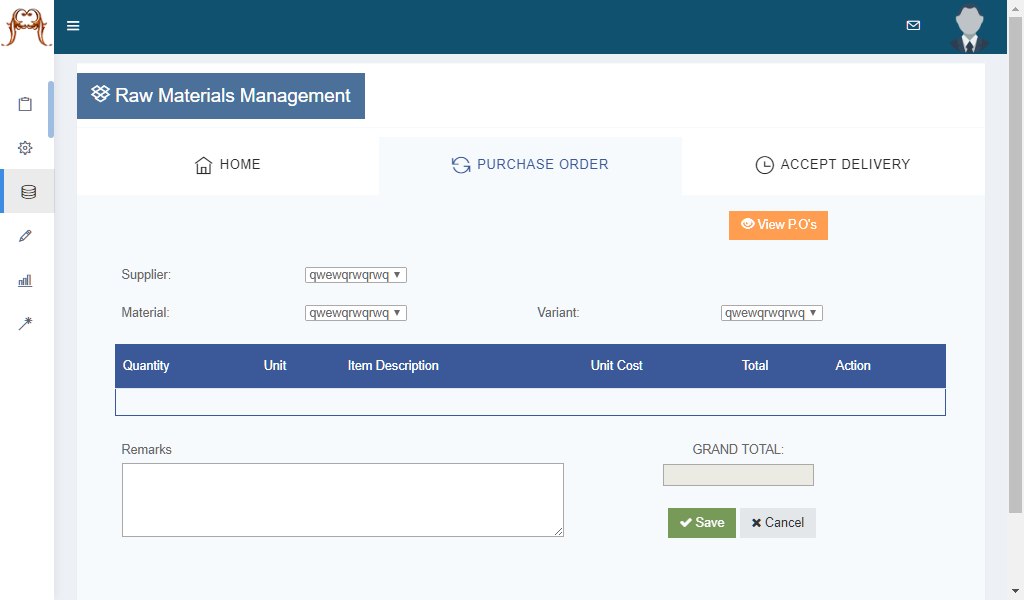 Raw Materials Management
HOME
PURCHASE ORDER
ACCEPT DELIVERY
View P.O's
Supplier:
qwewqrwqrwq
Material:
qwewqrwqrwq
Variant:
qwewqrwqrwq
Quantity Unit Item Description Unit Cost Total Action
Remarks
GRAND TOTAL:
Save
Cancel